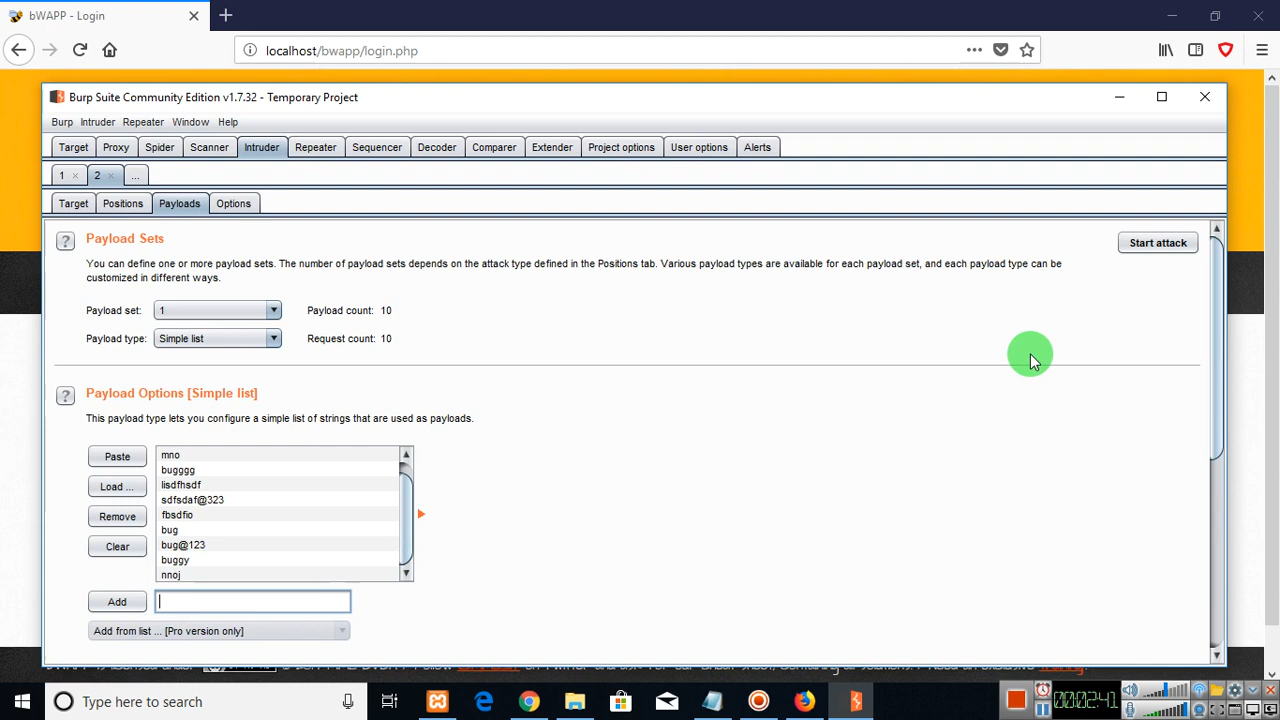 bWAPP - Login
localhost/bwapp/login.php
Burp Suite Community Edition v1.7.32 - Temporary Project
Burp Intruder Repeater Window Help
Target Proxy Spider Scanner Intruder Repeater Sequencer Decoder Comparer Extender Project options User options Alerts
1 × 2 × ...
Target Positions Payloads Options
? Payload Sets
Start attack
You can define one or more payload sets. The number of payload sets depends on the attack type defined in the Positions tab. Various payload types are available for each payload set, and each payload type can be
customized in different ways.
Payload set: 1 Payload count: 10
Payload type: Simple list Request count: 10
? Payload Options [Simple list]
This payload type lets you configure a simple list of strings that are used as payloads.
Paste
Load ...
Remove
Clear
mno
bugggg
lisdfhsdf
sdfsdaf@323
fbsdfio
bug
bug@123
buggy
nnoj
Add
Add from list ... [Pro version only]
Type here to search
00:02:41